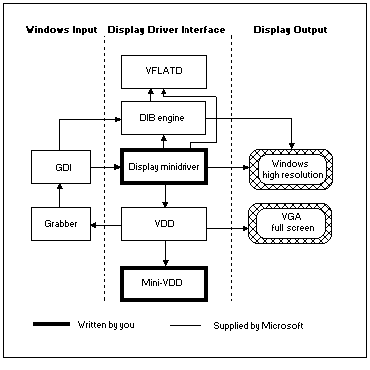 Windows Input
Display Driver Interface
Display Output
VFLATD
DIB engine
GDI
Display minidriver
Windows
high resolution
Grabber
VDD
VGA
full screen
Mini-VDD
Written by you
Supplied by Microsoft